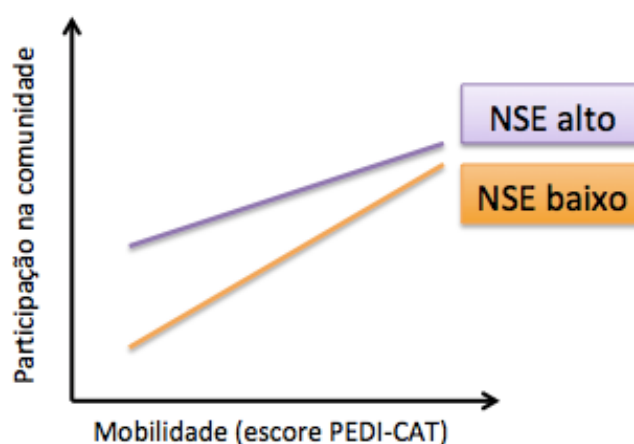 Participação na comunidade
NSE alto
NSE baixo
Mobilidade (escore PEDI-CAT)